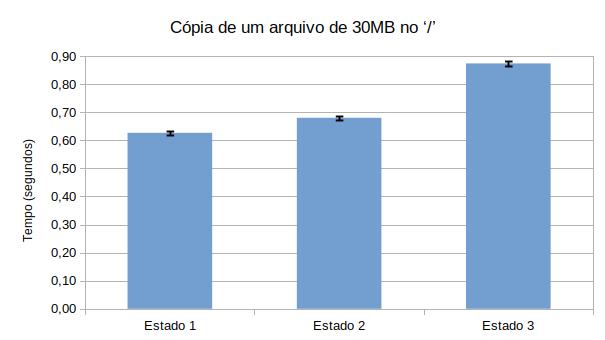 Cópia de um arquivo de 30MB no ‘/’
Tempo (segundos)
0,90
0,80
0,70
0,60
0,50
0,40
0,30
0,20
0,10
0,00
Estado 1
Estado 2
Estado 3